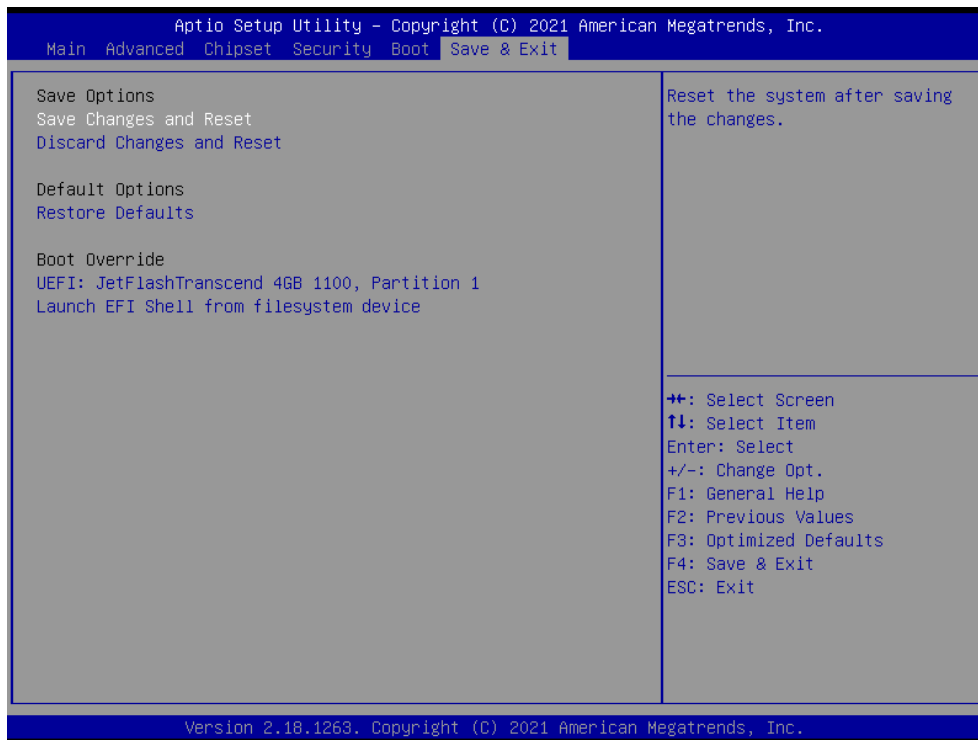 Aptio Setup Utility – Copyright (C) 2021 American Megatrends, Inc.
Main Advanced Chipset Security Boot Save & Exit
Save Options
Save Changes and Reset
Discard Changes and Reset
Default Options
Restore Defaults
Boot Override
UEFI: JetFlashTranscend 4GB 1100, Partition 1
Launch EFI Shell from filesystem device
Reset the system after saving
the changes.
→←: Select Screen
↑↓: Select Item
Enter: Select
+/-: Change Opt.
F1: General Help
F2: Previous Values
F3: Optimized Defaults
F4: Save & Exit
ESC: Exit
Version 2.18.1263. Copyright (C) 2021 American Megatrends, Inc.